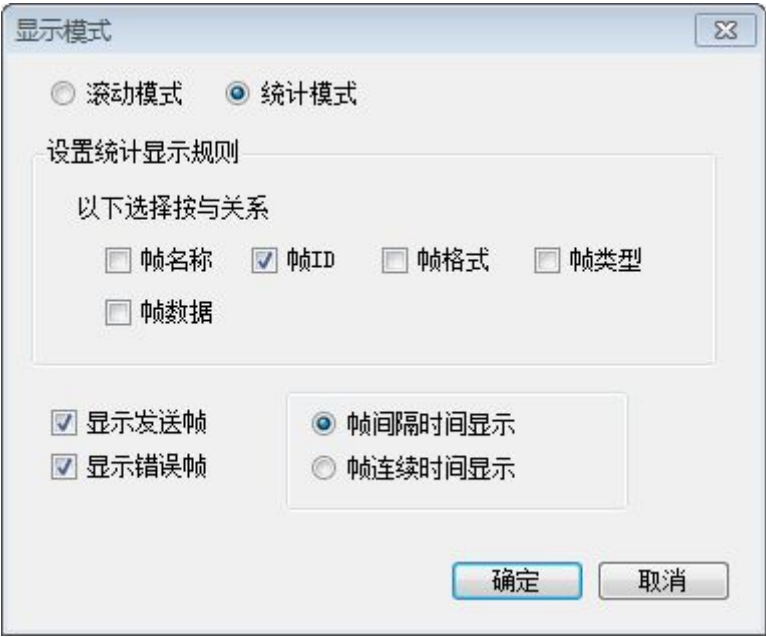 显示模式
滚动模式 统计模式
设置统计显示规则
以下选择按与关系
帧名称 帧ID 帧格式 帧类型
帧数据
显示发送帧 帧间隔时间显示
显示错误帧 帧连续时间显示
确定 取消